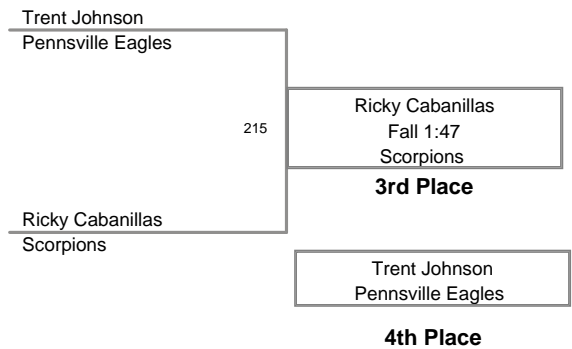 Trent Johnson
Pennsville Eagles
215
Ricky Cabanillas
Fall 1:47
Scorpions
3rd Place
Ricky Cabanillas
Scorpions
Trent Johnson
Pennsville Eagles
4th Place